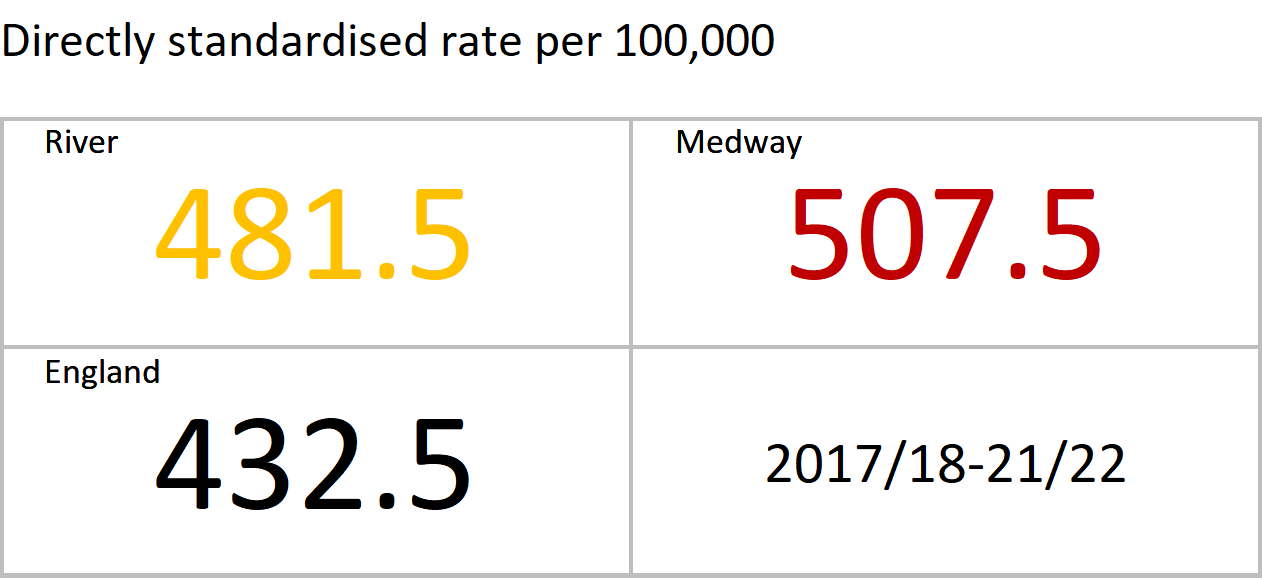 Directly standardised rate per 100,000
River
481.5
Medway
507.5
England
432.5
2017/18-21/22